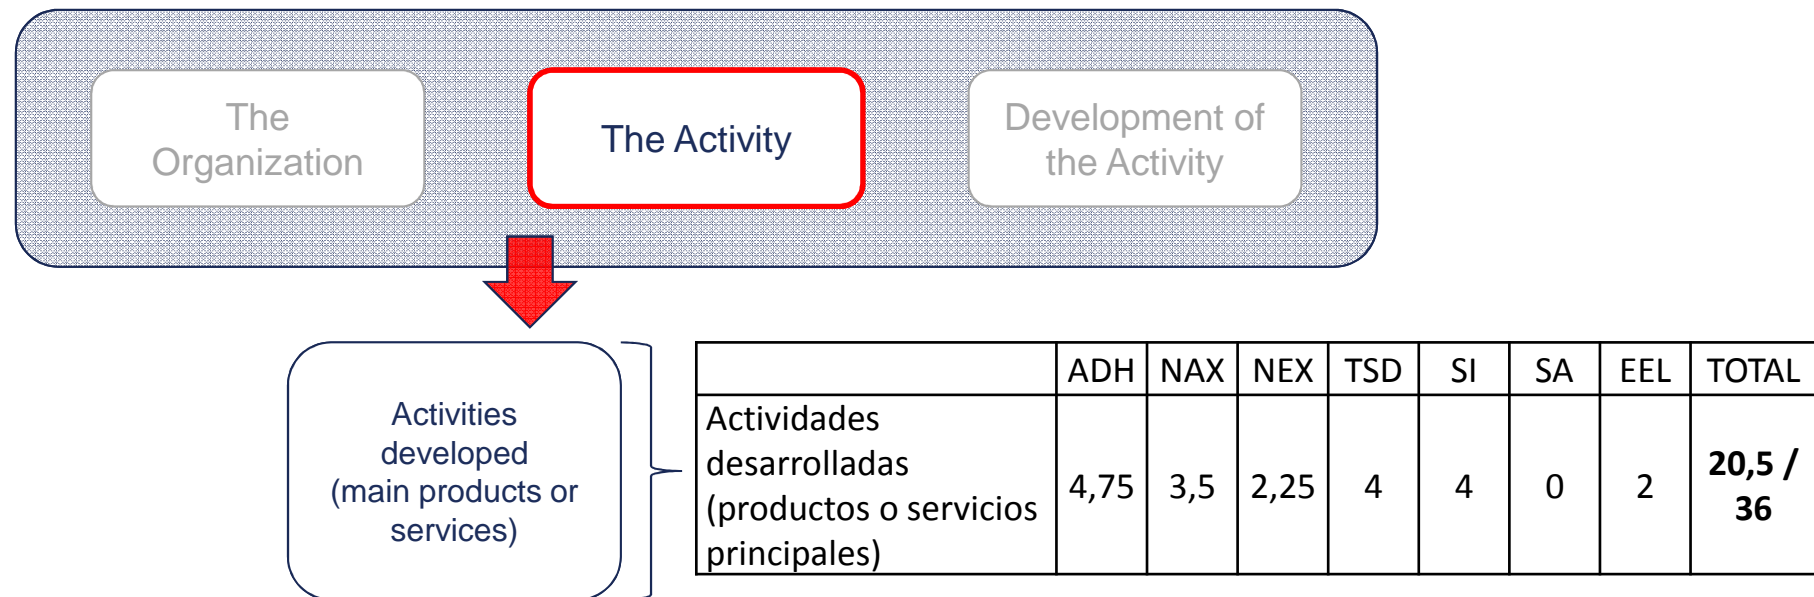 The
Organization
The Activity
Development of
the Activity
Activities
developed
(main products or
services)
ADH NAX NEX TSD SI SA EEL TOTAL
Actividades
desarrolladas
(productos o servicios
principales)
4,75 3,5 2,25 4 4 0 2 20,5 /
36